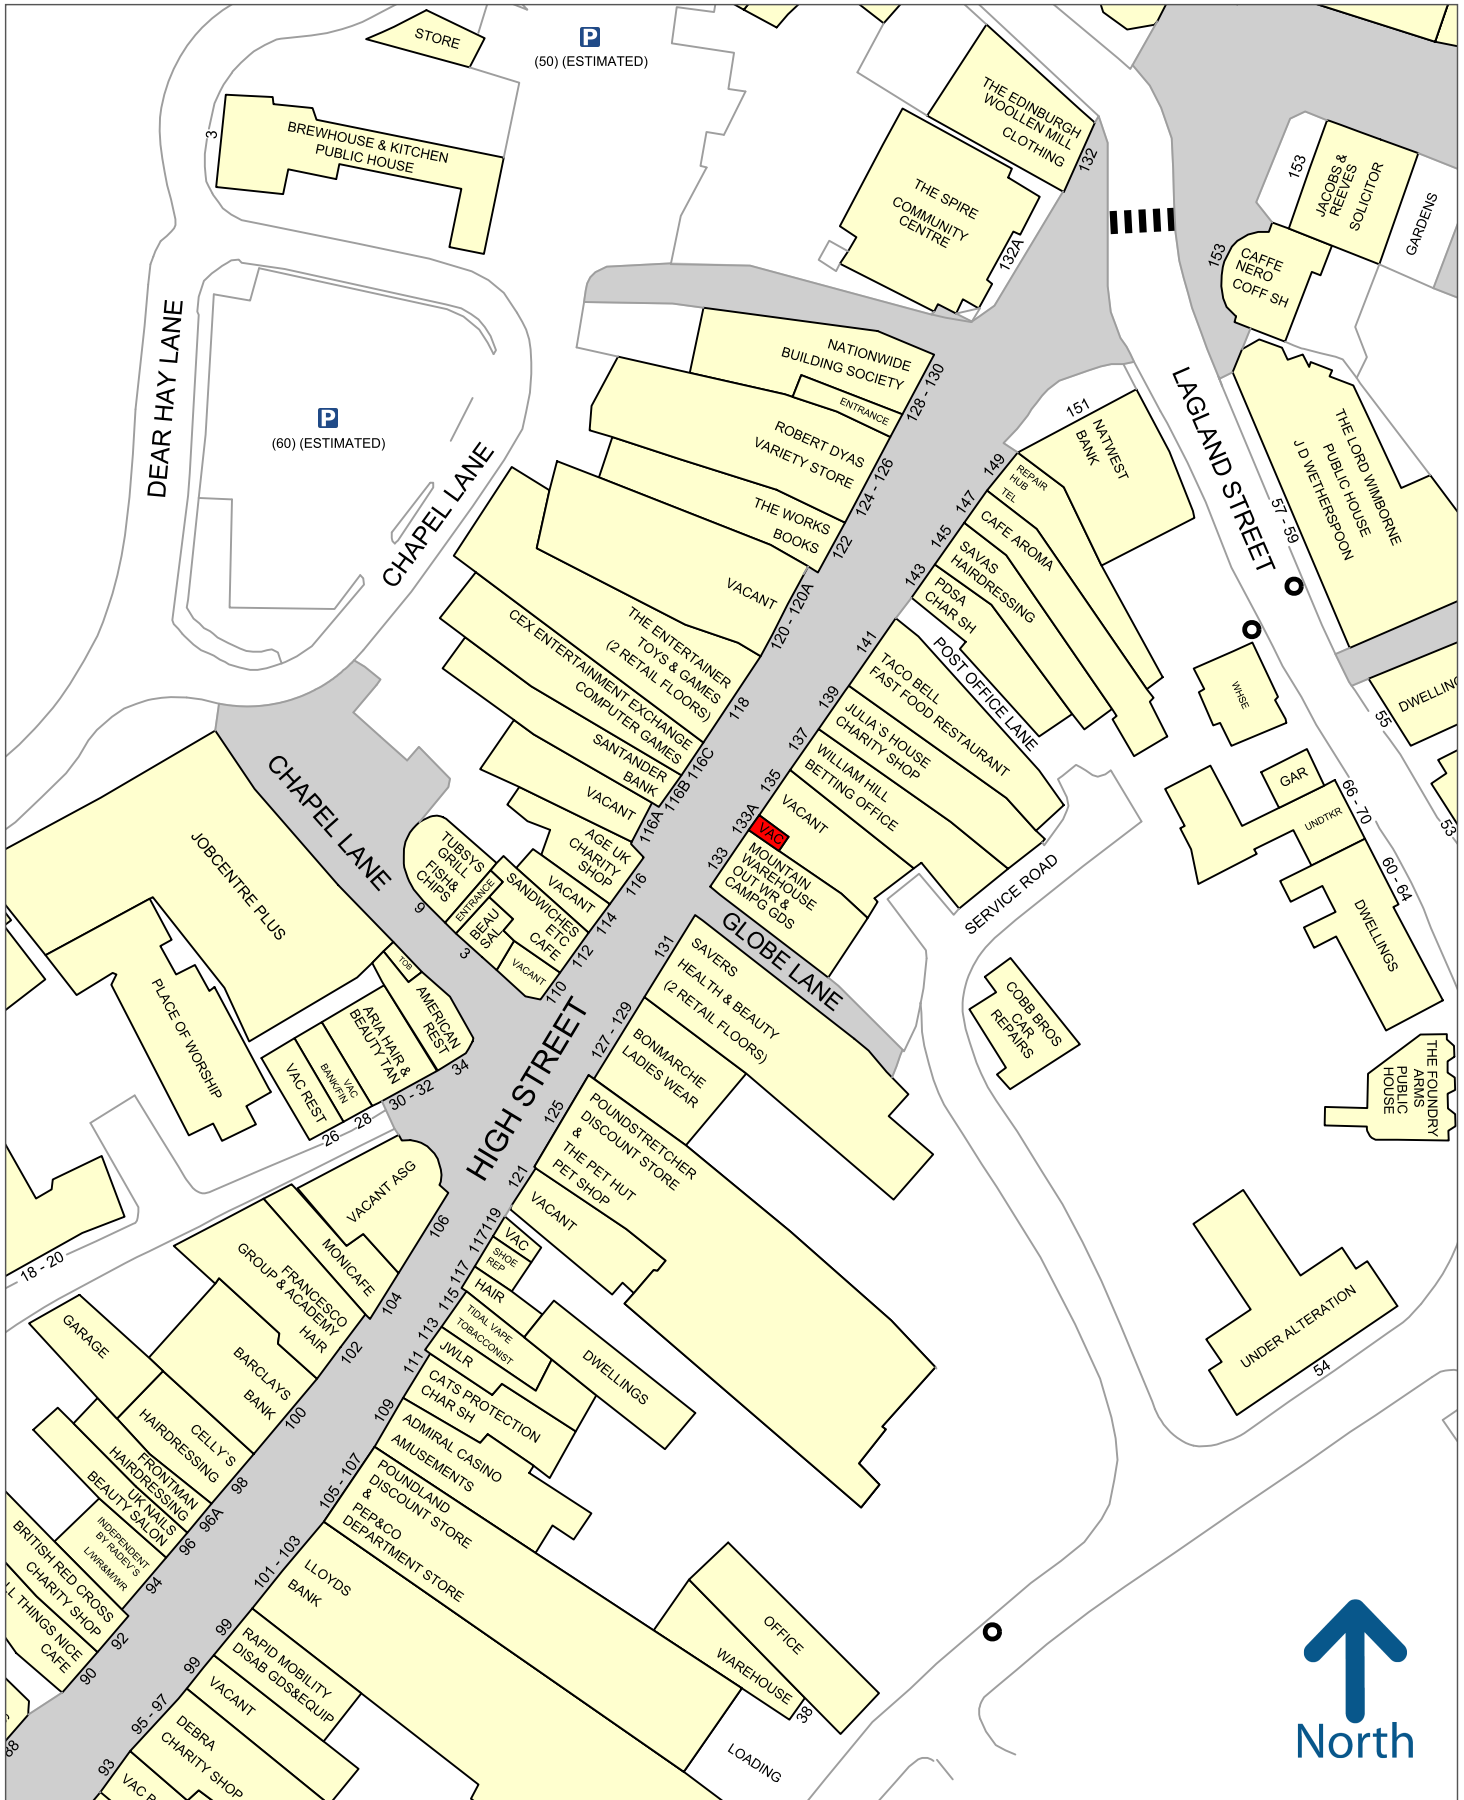 STORE
P
(50) (ESTIMATED)
3
BREWHOUSE & KITCHEN
PUBLIC HOUSE
THE EDINBURGH
WOOLLEN MILL
CLOTHING
132
THE SPIRE
COMMUNITY
CENTRE
132A
153
JACOBS &
REEVES
SOLICITOR
GARDENS
153
CAFFE
NERO
COFF SH
DEAR HAY LANE
P
(60) (ESTIMATED)
CHAPEL LANE
NATIONWIDE
BUILDING SOCIETY
ENTRANCE
128 - 130
ROBERT DYAS
VARIETY STORE
124 - 126
THE WORKS
BOOKS
122
VACANT
120 - 120A
THE ENTERTAINER
TOYS & GAMES
(2 RETAIL FLOORS)
118
CEX ENTERTAINMENT EXCHANGE
COMPUTER GAMES
116C
SANTANDER
BANK
116B
VACANT
116A
AGE UK
CHARITY
SHOP
116
VACANT
114
SANDWICHES
ETC
CAFE
112
VACANT
110
TUBSYS
GRILL
FISH&
CHIPS
9
ENTRANCE
BEAU
SAL
3
LAGLAND STREET
151
NATWEST
BANK
149
REPAIR
HUB
TEL
147
CAFE AROMA
145
SAVAS
HAIRDRESSING
143
PDSA
CHAR SH
POST OFFICE LANE
141
TACO BELL
FAST FOOD RESTAURANT
139
JULIA'S HOUSE
CHARITY SHOP
137
WILLIAM HILL
BETTING OFFICE
135
VACANT
133A
VAC
133
MOUNTAIN
WAREHOUSE
OUT WR &
CAMPG GDS
GLOBE LANE
SERVICE ROAD
THE LORD WIMBORNE
PUBLIC HOUSE
J D WETHERSPOON
57 - 59
WHSE
DWELLING
55
53
GAR
66 - 70
UNDTKR
60 - 64
DWELLINGS
COBB BROS
CAR
REPAIRS
THE FOUNDRY
ARMS
PUBLIC
HOUSE
UNDER ALTERATION
54
CHAPEL LANE
JOBCENTRE PLUS
PLACE OF WORSHIP
TOB
AMERICAN
REST
34
ARIA HAIR &
BEAUTY TAN
30 - 32
VAC
BANK/FIN
28
VAC REST
26
18 - 20
HIGH STREET
131
SAVERS
HEALTH & BEAUTY
(2 RETAIL FLOORS)
127 - 129
BONMARCHE
LADIES WEAR
125
POUNDSTRETCHER
DISCOUNT STORE
&
THE PET HUT
PET SHOP
121
VACANT
119
VAC
117
SHOE
REP
117
HAIR
115
TIDAL VAPE
TOBACCONIST
113
JWLR
111
DWELLINGS
CATS PROTECTION
CHAR SH
109
ADMIRAL CASINO
AMUSEMENTS
105 - 107
POUNDLAND
DISCOUNT STORE
&
PEP&CO
DEPARTMENT STORE
101 - 103
LLOYDS
BANK
99
RAPID MOBILITY
DISAB GDS&EQUIP
99
VACANT
95 - 97
DEBRA
CHARITY SHOP
93
VAC
VACANT ASG
106
MONICAFE
104
FRANCESCO
GROUP & ACADEMY
HAIR
102
BARCLAYS
BANK
100
GARAGE
CELLY'S
HAIRDRESSING
98
FRONTMAN
HAIRDRESSING
96A
UK NAILS
BEAUTY SALON
96
INDEPENDENT
BY RADEV'S
L/WR&M/WR
94
BRITISH RED CROSS
CHARITY SHOP
92
LL THINGS NICE
CAFE
90
88
OFFICE
WAREHOUSE
38
LOADING
North